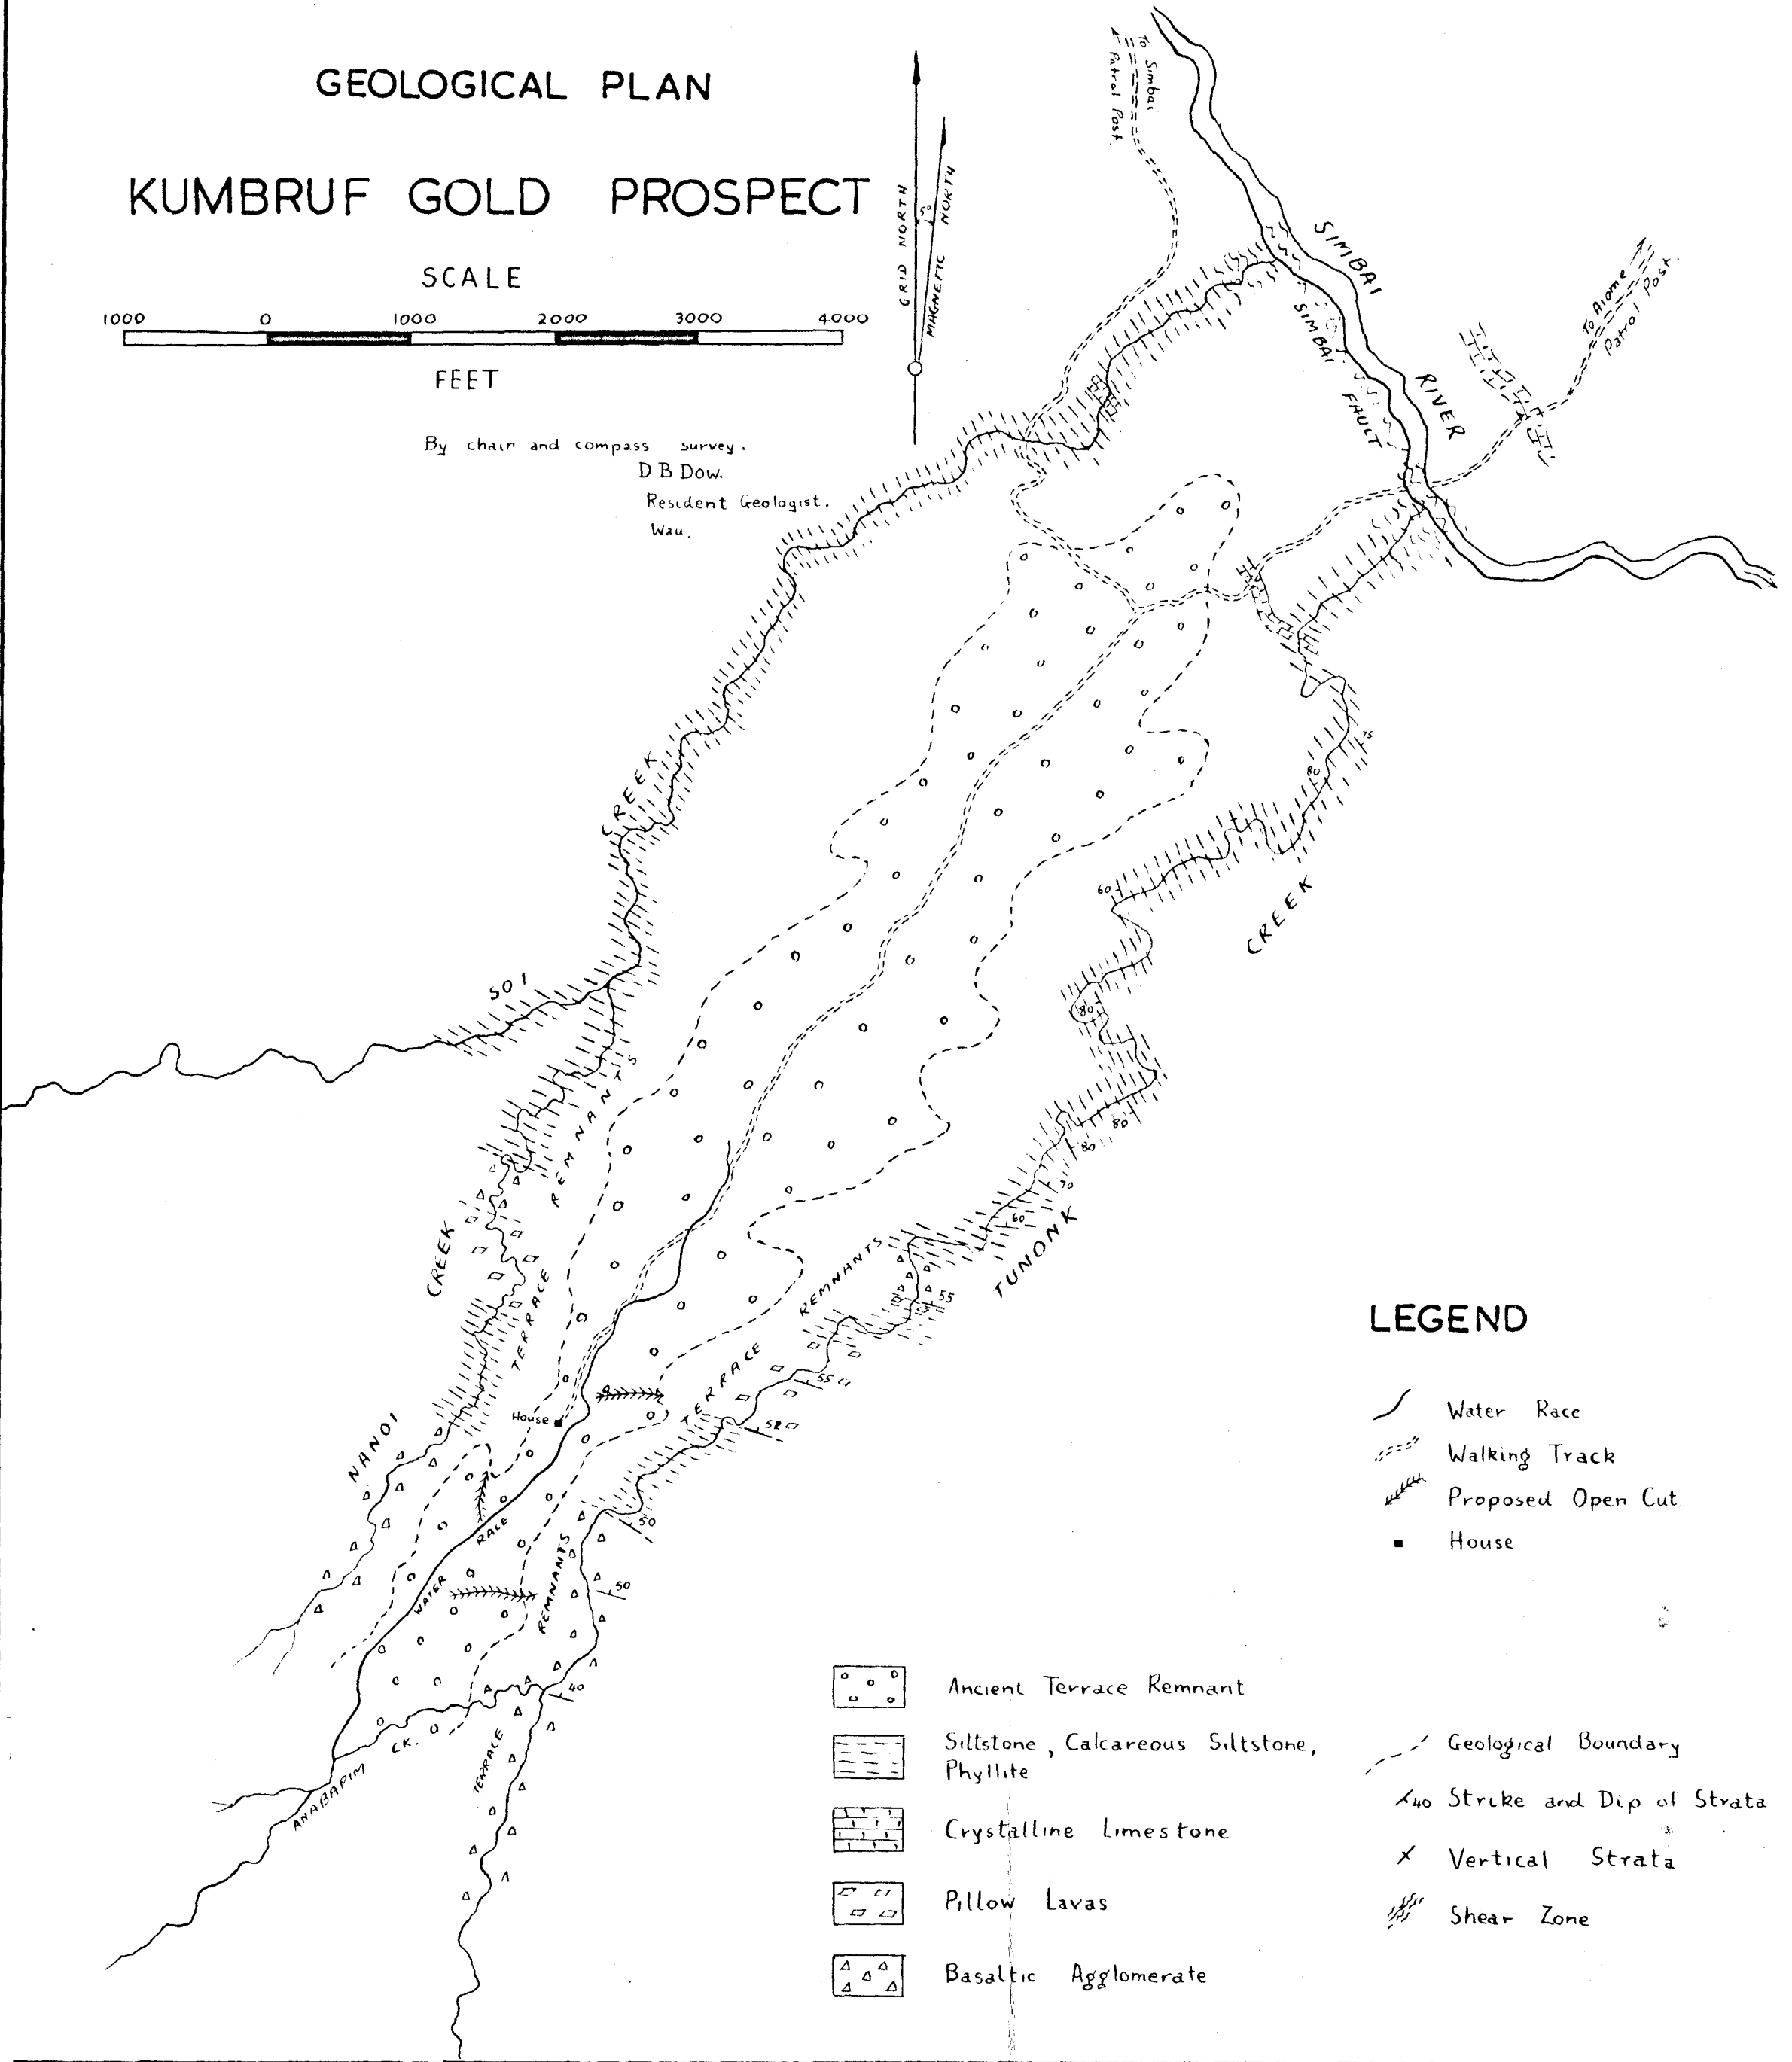 GEOLOGICAL PLAN
KUMBRUF GOLD PROSPECT
SCALE
1000 0 1000 2000 3000 4000
FEET
By chain and compass survey.
D B Dow.
Resident Geologist.
Wau.
GRID NORTH
MAGNETIC NORTH
5°
To Simbai
Patrol Post.
SIMBAI
RIVER
SIMBAI
FAULT
To Aiome
Patrol Post.
CREEK
SOI
75
80
60
CREEK
80
80
80
70
60
TUNONK
TERRACE REMNANTS
CREEK
NANOI
TERRACE REMNANTS
55
55
52
House
50
50
WATER RACE
REMNANTS
TERRACE
40
ANABARIM CK.
LEGEND
Water Race
Walking Track
Proposed Open Cut.
House
Ancient Terrace Remnant
Siltstone, Calcareous Siltstone,
Phyllite
Crystalline Limestone
Pillow Lavas
Basaltic Agglomerate
Geological Boundary
40 Strike and Dip of Strata
Vertical Strata
Shear Zone